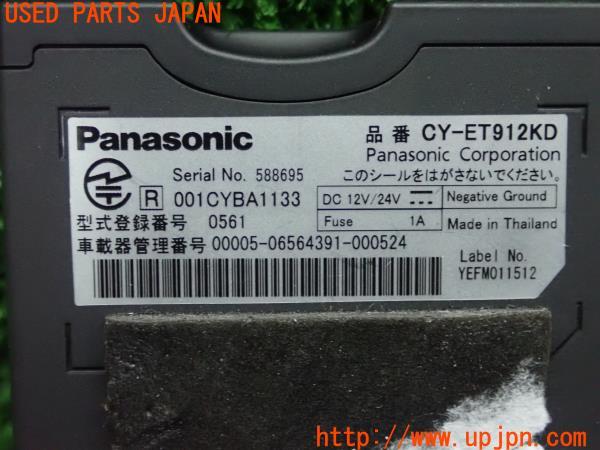 USED PARTS JAPAN
Panasonic
品 番 CY-ET912KD
Panasonic Corporation
Serial No. 588695
このシールをはがさないでください。
R 001CYBA1133
DC 12V/24V
Negative Ground
型式登録番号 0561
Fuse 1A
Made in Thailand
車載器管理番号 00005-06564391-000524
Label No.
YEFM011512
http://www.upjpn.com/